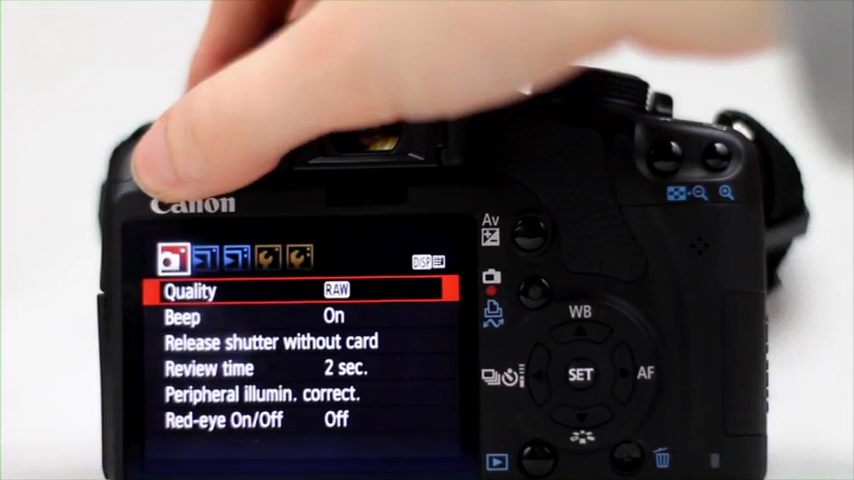 Canon
DISP
Quality RAW
Beep On
Release shutter without card
Review time 2 sec.
Peripheral illumin. correct.
Red-eye On/Off Off
Av
WB
SET
AF